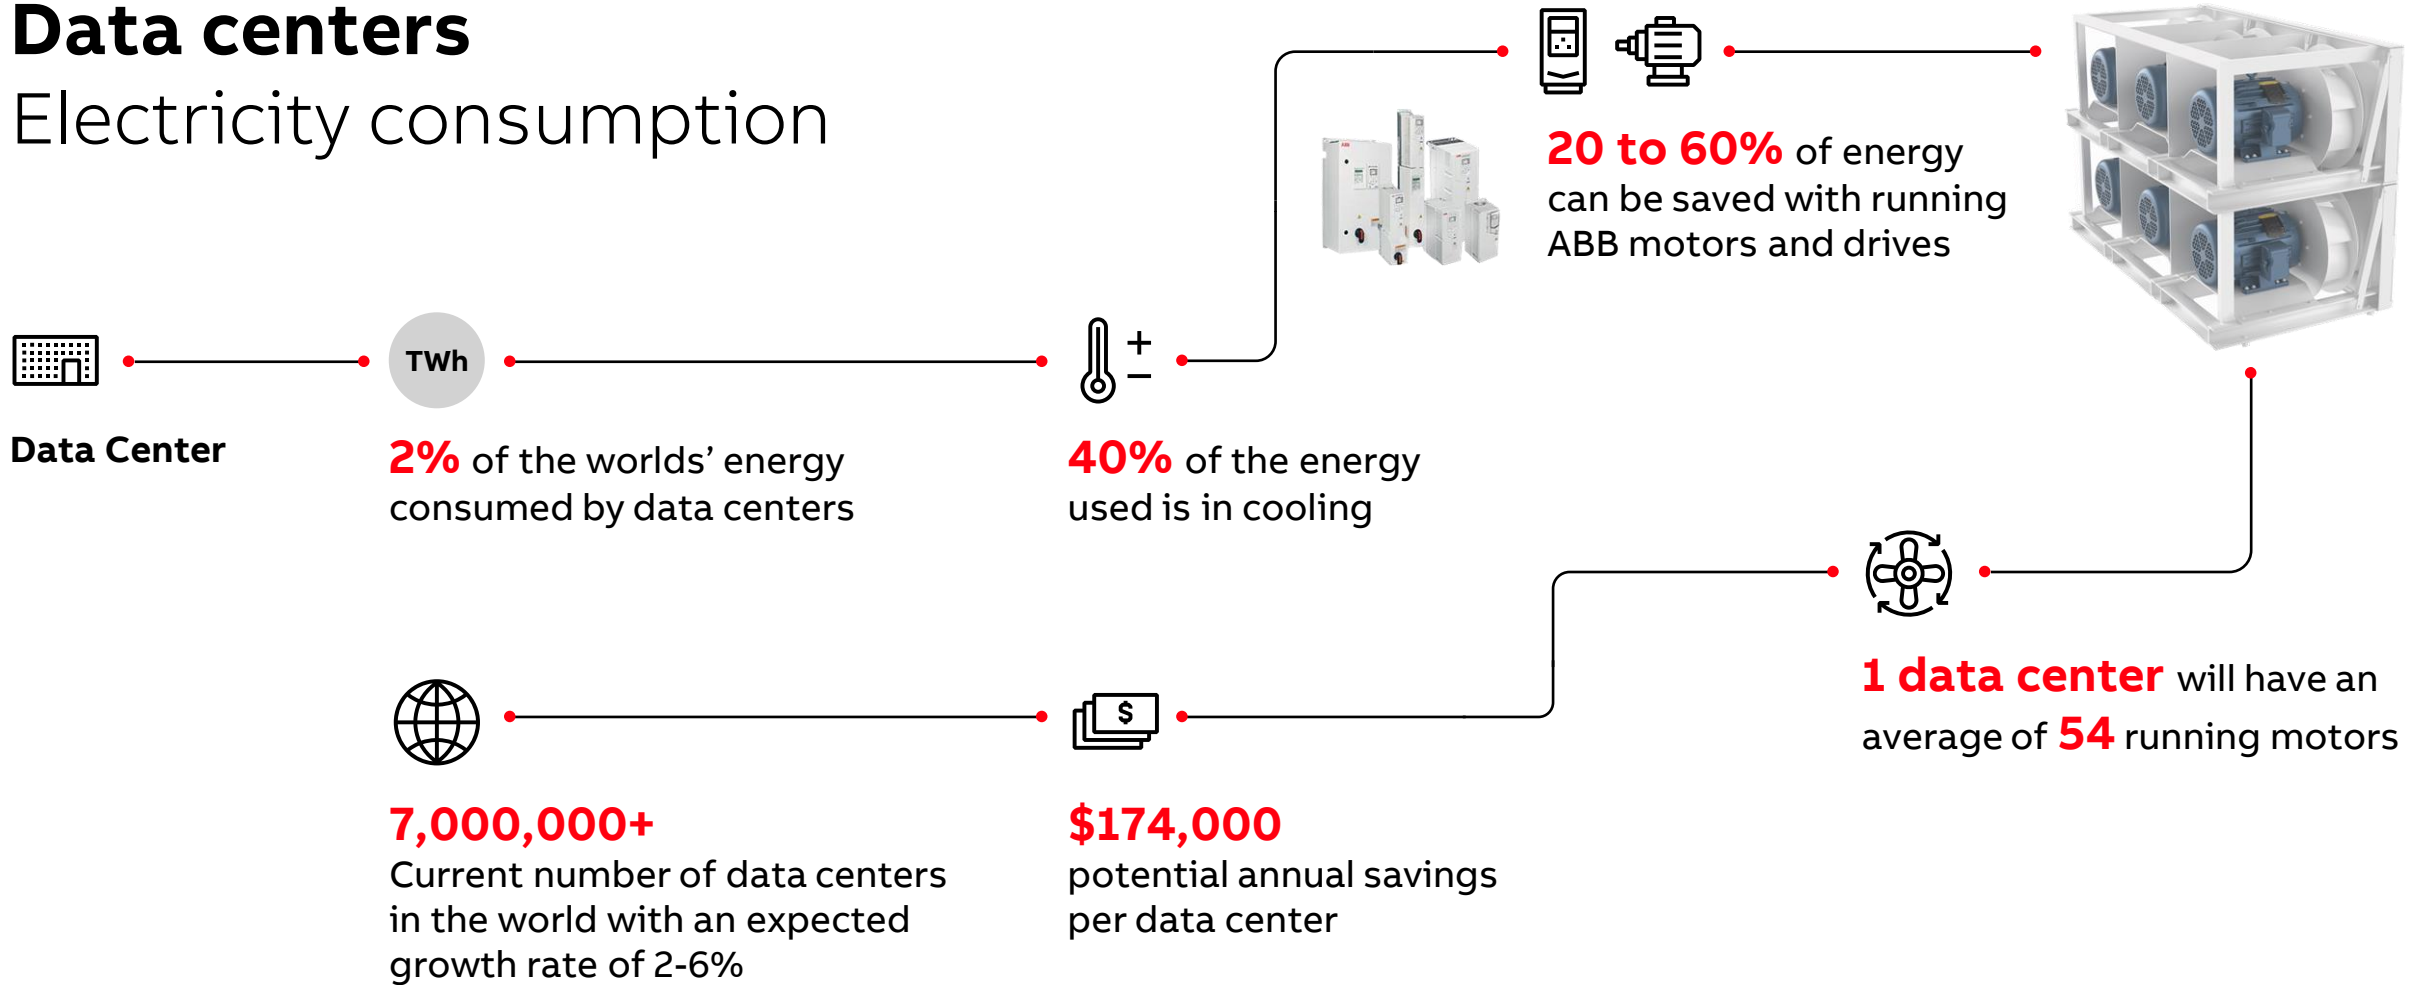 Data centers
Electricity consumption
20 to 60% of energy
can be saved with running
ABB motors and drives
TWh
Data Center
2% of the worlds’ energy
consumed by data centers
40% of the energy
used is in cooling
1 data center will have an
average of 54 running motors
$
$174,000
potential annual savings
per data center
7,000,000+
Current number of data centers
in the world with an expected
growth rate of 2-6%